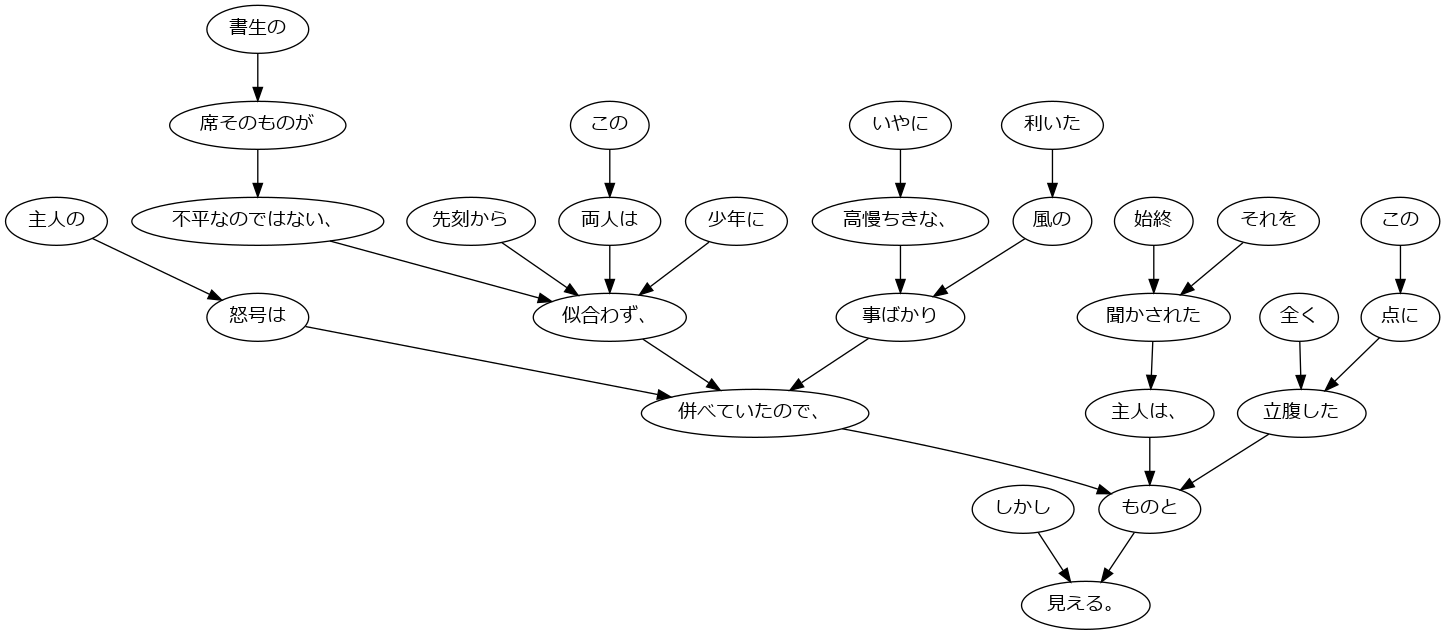 書生の
席そのものが
この
いやに
利いた
主人の
不平なのではない、
先刻から
両人は
少年に
高慢ちきな、
風の
始終
それを
この
怒号は
似合わず、
事ばかり
聞かされた
全く
点に
併べていたので、
主人は、
立腹した
しかし
ものと
見える。